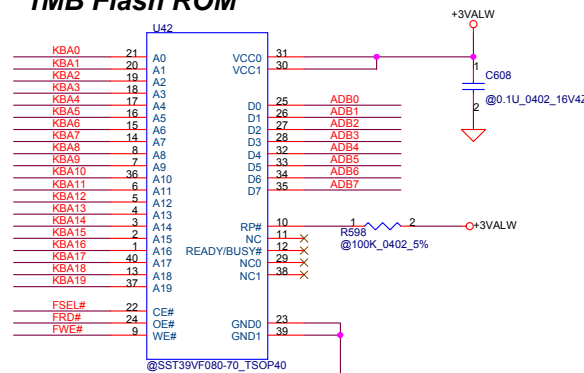 1MB Flash ROM
U42
+3VALW
KBA0 21 A0 VCC0 31
KBA1 20 A1 VCC1 30
KBA2 19 A2
KBA3 18 A3
KBA4 17 A4 D0 25 ADB0
KBA5 16 A5 D1 26 ADB1
KBA6 15 A6 D2 27 ADB2
KBA7 14 A7 D3 28 ADB3
KBA8 8 A8 D4 32 ADB4
KBA9 7 A9 D5 33 ADB5
KBA10 36 A10 D6 34 ADB6
KBA11 6 A11 D7 35 ADB7
KBA12 5 A12
KBA13 4 A13
KBA14 3 A14 RP# 10
KBA15 2 A15 NC 11
KBA16 1 A16 READY/BUSY# 12
KBA17 40 A17 NC0 29
KBA18 13 A18 NC1 38
KBA19 37 A19
1
C608
@0.1U_0402_16V4Z
2
1 2 +3VALW
R598
@100K_0402_5%
FSEL# 22 CE# GND0 23
FRD# 24 OE# GND1 39
FWE# 9 WE#
@SST39VF080-70_TSOP40